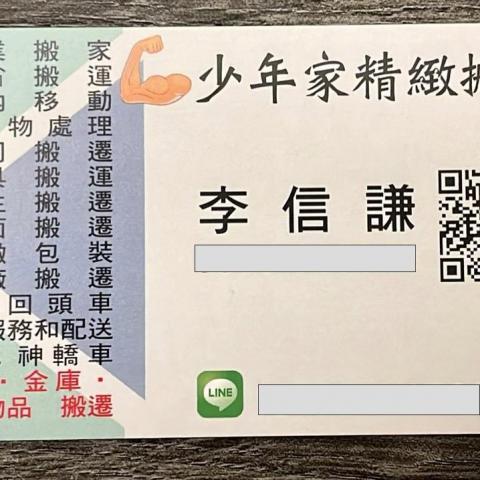 搬家
搬運
移動
物處理
搬遷
搬運
搬遷
搬遷
包裝
搬遷
回頭車
服務和配送
神轎車
・金庫・
物品 搬遷
少年家精緻搬
李信謙
LINE